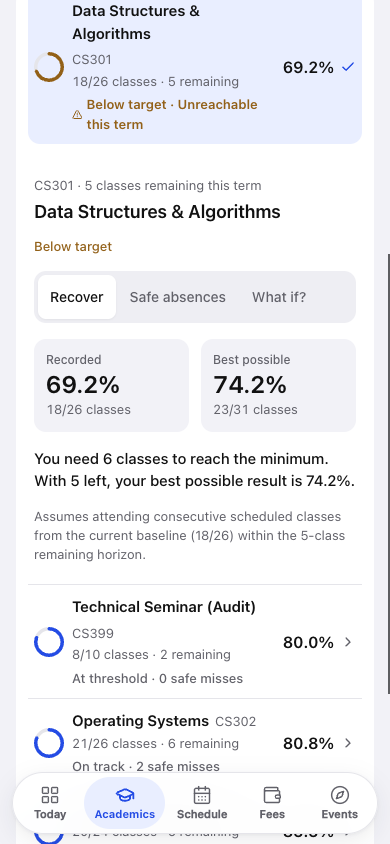 Data Structures &
Algorithms
CS301
18/26 classes · 5 remaining
69.2%
Below target · Unreachable
this term
CS301 · 5 classes remaining this term
Data Structures & Algorithms
Below target
Recover
Safe absences
What if?
Recorded
69.2%
18/26 classes
Best possible
74.2%
23/31 classes
You need 6 classes to reach the minimum.
With 5 left, your best possible result is 74.2%.
Assumes attending consecutive scheduled classes
from the current baseline (18/26) within the 5-class
remaining horizon.
Technical Seminar (Audit)
CS399
8/10 classes · 2 remaining
80.0%
At threshold · 0 safe misses
Operating Systems CS302
21/26 classes · 6 remaining
80.8%
On track · 2 safe misses
Today
Academics
Schedule
Fees
Events